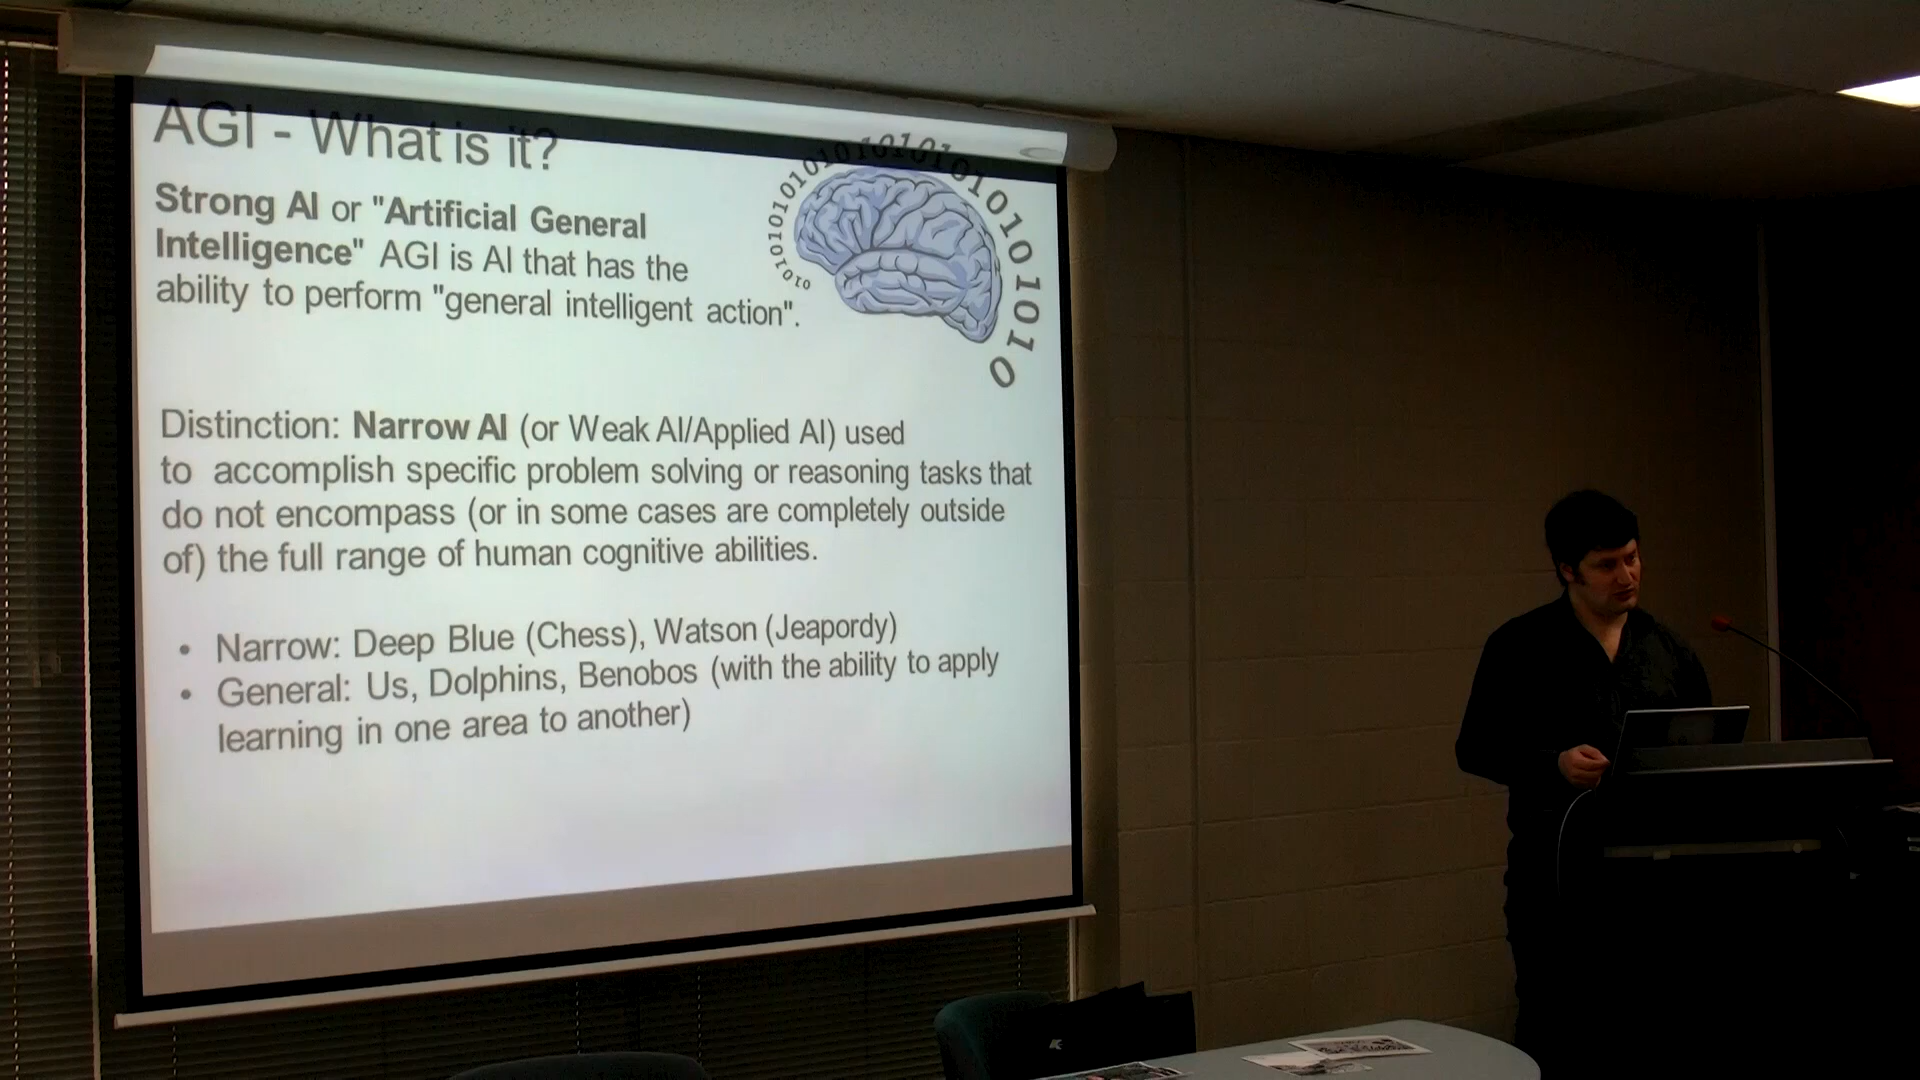 AGI - What is it?
Strong AI or "Artificial General
Intelligence" AGI is AI that has the
ability to perform "general intelligent action".
Distinction: Narrow AI (or Weak AI/Applied AI) used
to accomplish specific problem solving or reasoning tasks that
do not encompass (or in some cases are completely outside
of) the full range of human cognitive abilities.
• Narrow: Deep Blue (Chess), Watson (Jeapordy)
• General: Us, Dolphins, Benobos (with the ability to apply
learning in one area to another)